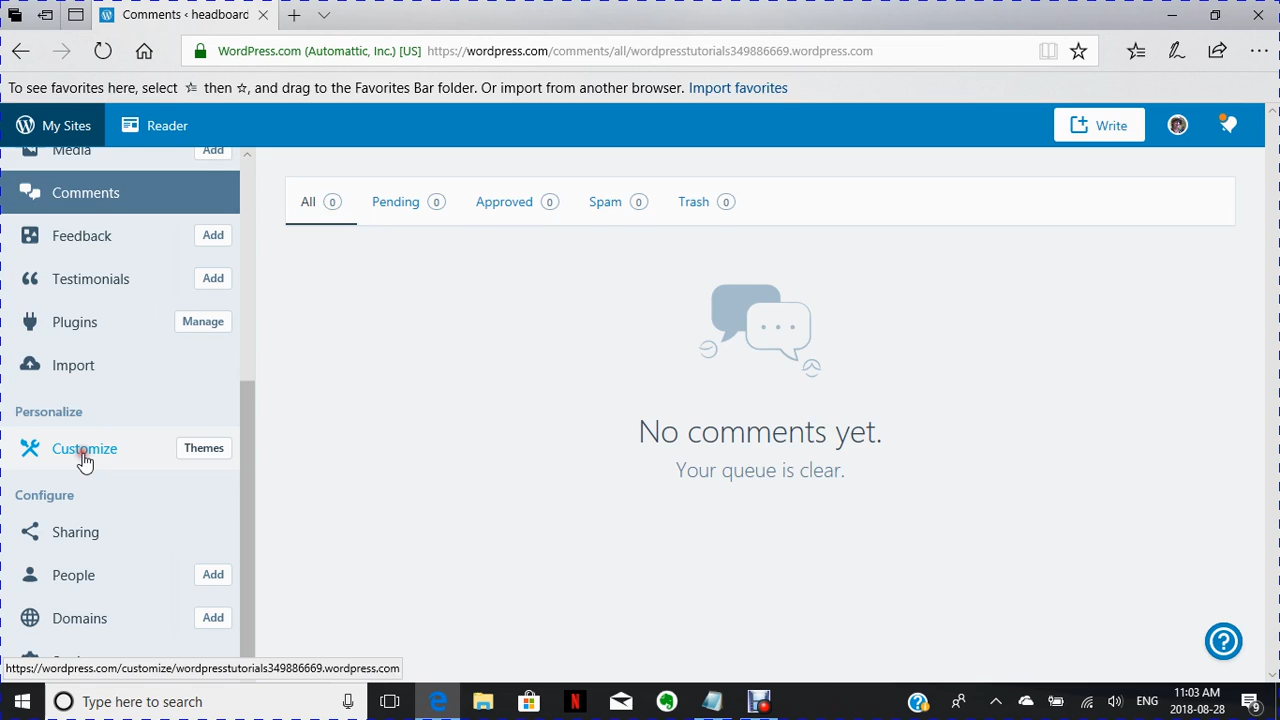 Comments ‹ headboard
WordPress.com (Automattic, Inc.) [US] https://wordpress.com/comments/all/wordpresstutorials349886669.wordpress.com
To see favorites here, select then ☆, and drag to the Favorites Bar folder. Or import from another browser. Import favorites
My Sites Reader Write
Media Add
Comments
Feedback Add
Testimonials Add
Plugins Manage
Import
Personalize
Customize Themes
Configure
Sharing
People Add
Domains Add
All 0 Pending 0 Approved 0 Spam 0 Trash 0
No comments yet.
Your queue is clear.
https://wordpress.com/customize/wordpresstutorials349886669.wordpress.com
Type here to search
ENG
11:03 AM
2018-08-28
9